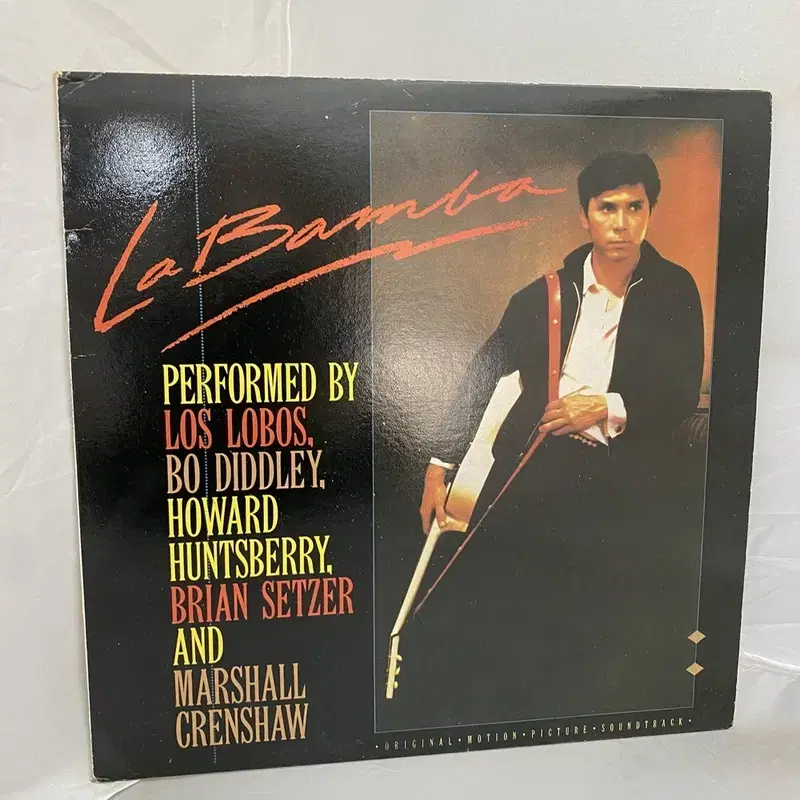 La Bamba
PERFORMED BY
LOS LOBOS,
BO DIDDLEY,
HOWARD
HUNTSBERRY,
BRIAN SETZER
AND
MARSHALL
CRENSHAW
• ORIGINAL • MOTION • PICTURE • SOUNDTRACK •